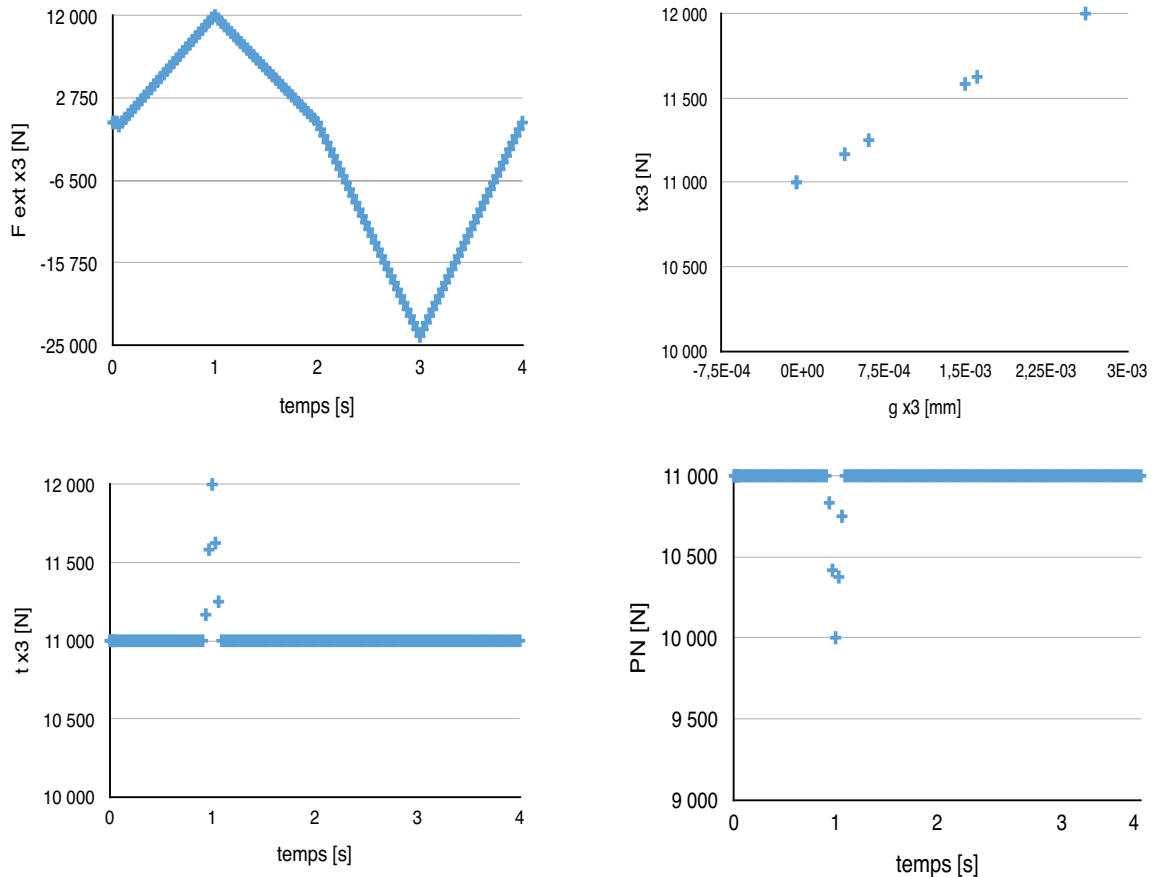 12 000
2 750
-6 500
-15 750
-25 000
F ext x3 [N]
0 1 2 3 4
temps [s]
12 000
11 500
11 000
10 500
10 000
tx3 [N]
-7,5E-04 0E+00 7,5E-04 1,5E-03 2,25E-03 3E-03
g x3 [mm]
12 000
11 500
11 000
10 500
10 000
t x3 [N]
0 1 2 3 4
temps [s]
11 000
10 500
10 000
9 500
9 000
PN [N]
0 1 2 3 4
temps [s]